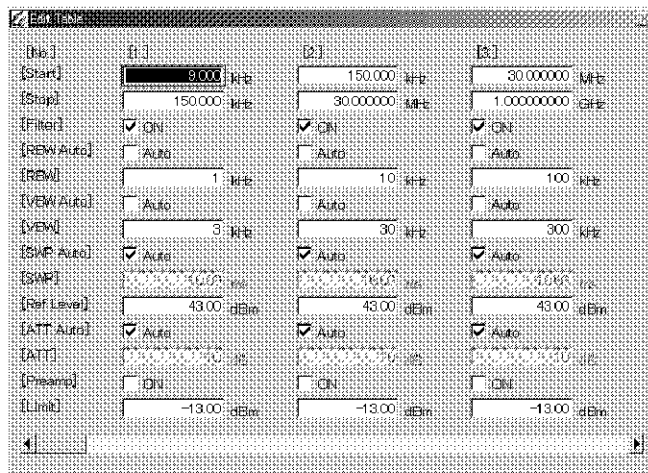 Edit Table
[No.] [1.] [2.] [3.]
[Start] 9.000 kHz 150.000 kHz 30.000000 MHz
[Stop] 150.000 kHz 30.000000 MHz 1.000000000 GHz
[Filter] ON ON ON
[RBW Auto] Auto Auto Auto
[RBW] 1 kHz 10 kHz 100 kHz
[VBW Auto] Auto Auto Auto
[VBW] 3 kHz 30 kHz 300 kHz
[SWP Auto] Auto Auto Auto
[SWP]
[Ref Level] 43.00 dBm 43.00 dBm 43.00 dBm
[ATT Auto] Auto Auto Auto
[ATT]
[Preamp] ON ON ON
[Limit] -13.00 dBm -13.00 dBm -13.00 dBm